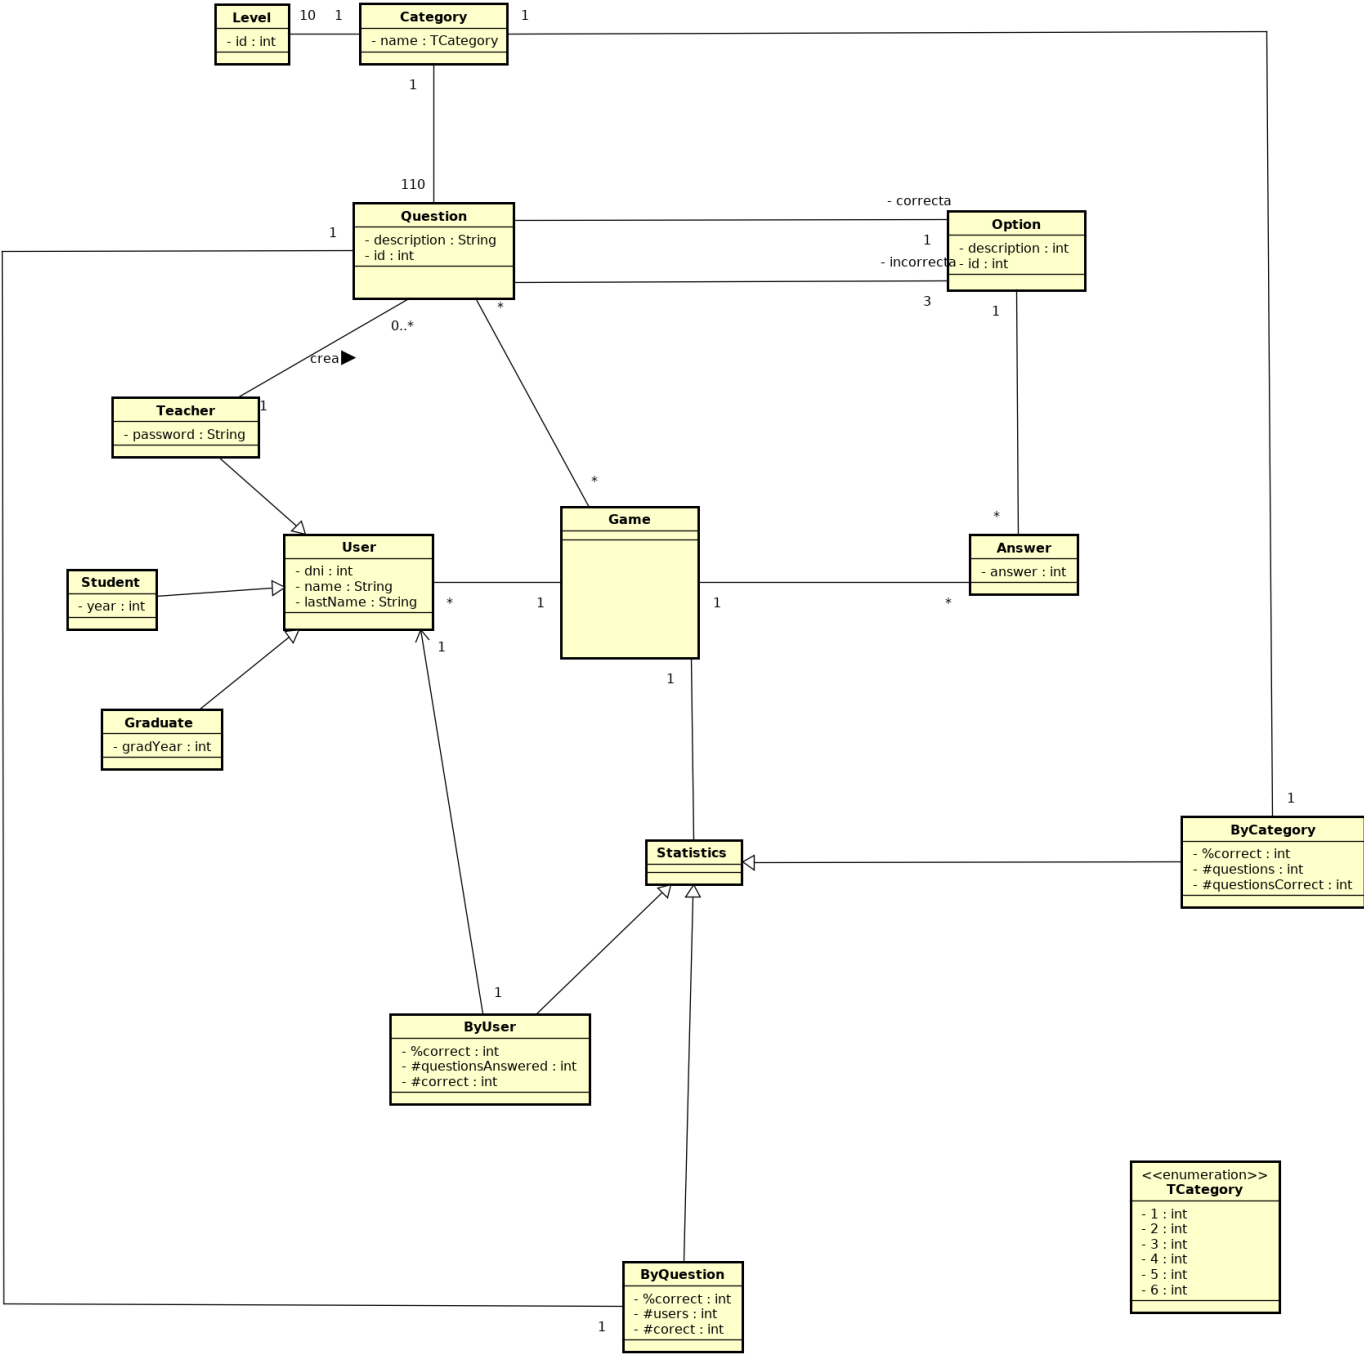 Level
- id : int
10
1
Category
- name : TCategory
1
1
110
Question
- description : String
- id : int
1
- correcta
1
- incorrecta
3
Option
- description : int
- id : int
1
*
0..*
crea
1
Teacher
- password : String
*
Game
*
Answer
- answer : int
User
- dni : int
- name : String
- lastName : String
Student
- year : int
*
1
1
*
1
1
Graduate
- gradYear : int
1
ByCategory
- %correct : int
- #questions : int
- #questionsCorrect : int
Statistics
1
ByUser
- %correct : int
- #questionsAnswered : int
- #correct : int
<<enumeration>>
TCategory
- 1 : int
- 2 : int
- 3 : int
- 4 : int
- 5 : int
- 6 : int
ByQuestion
- %correct : int
- #users : int
- #corect : int
1